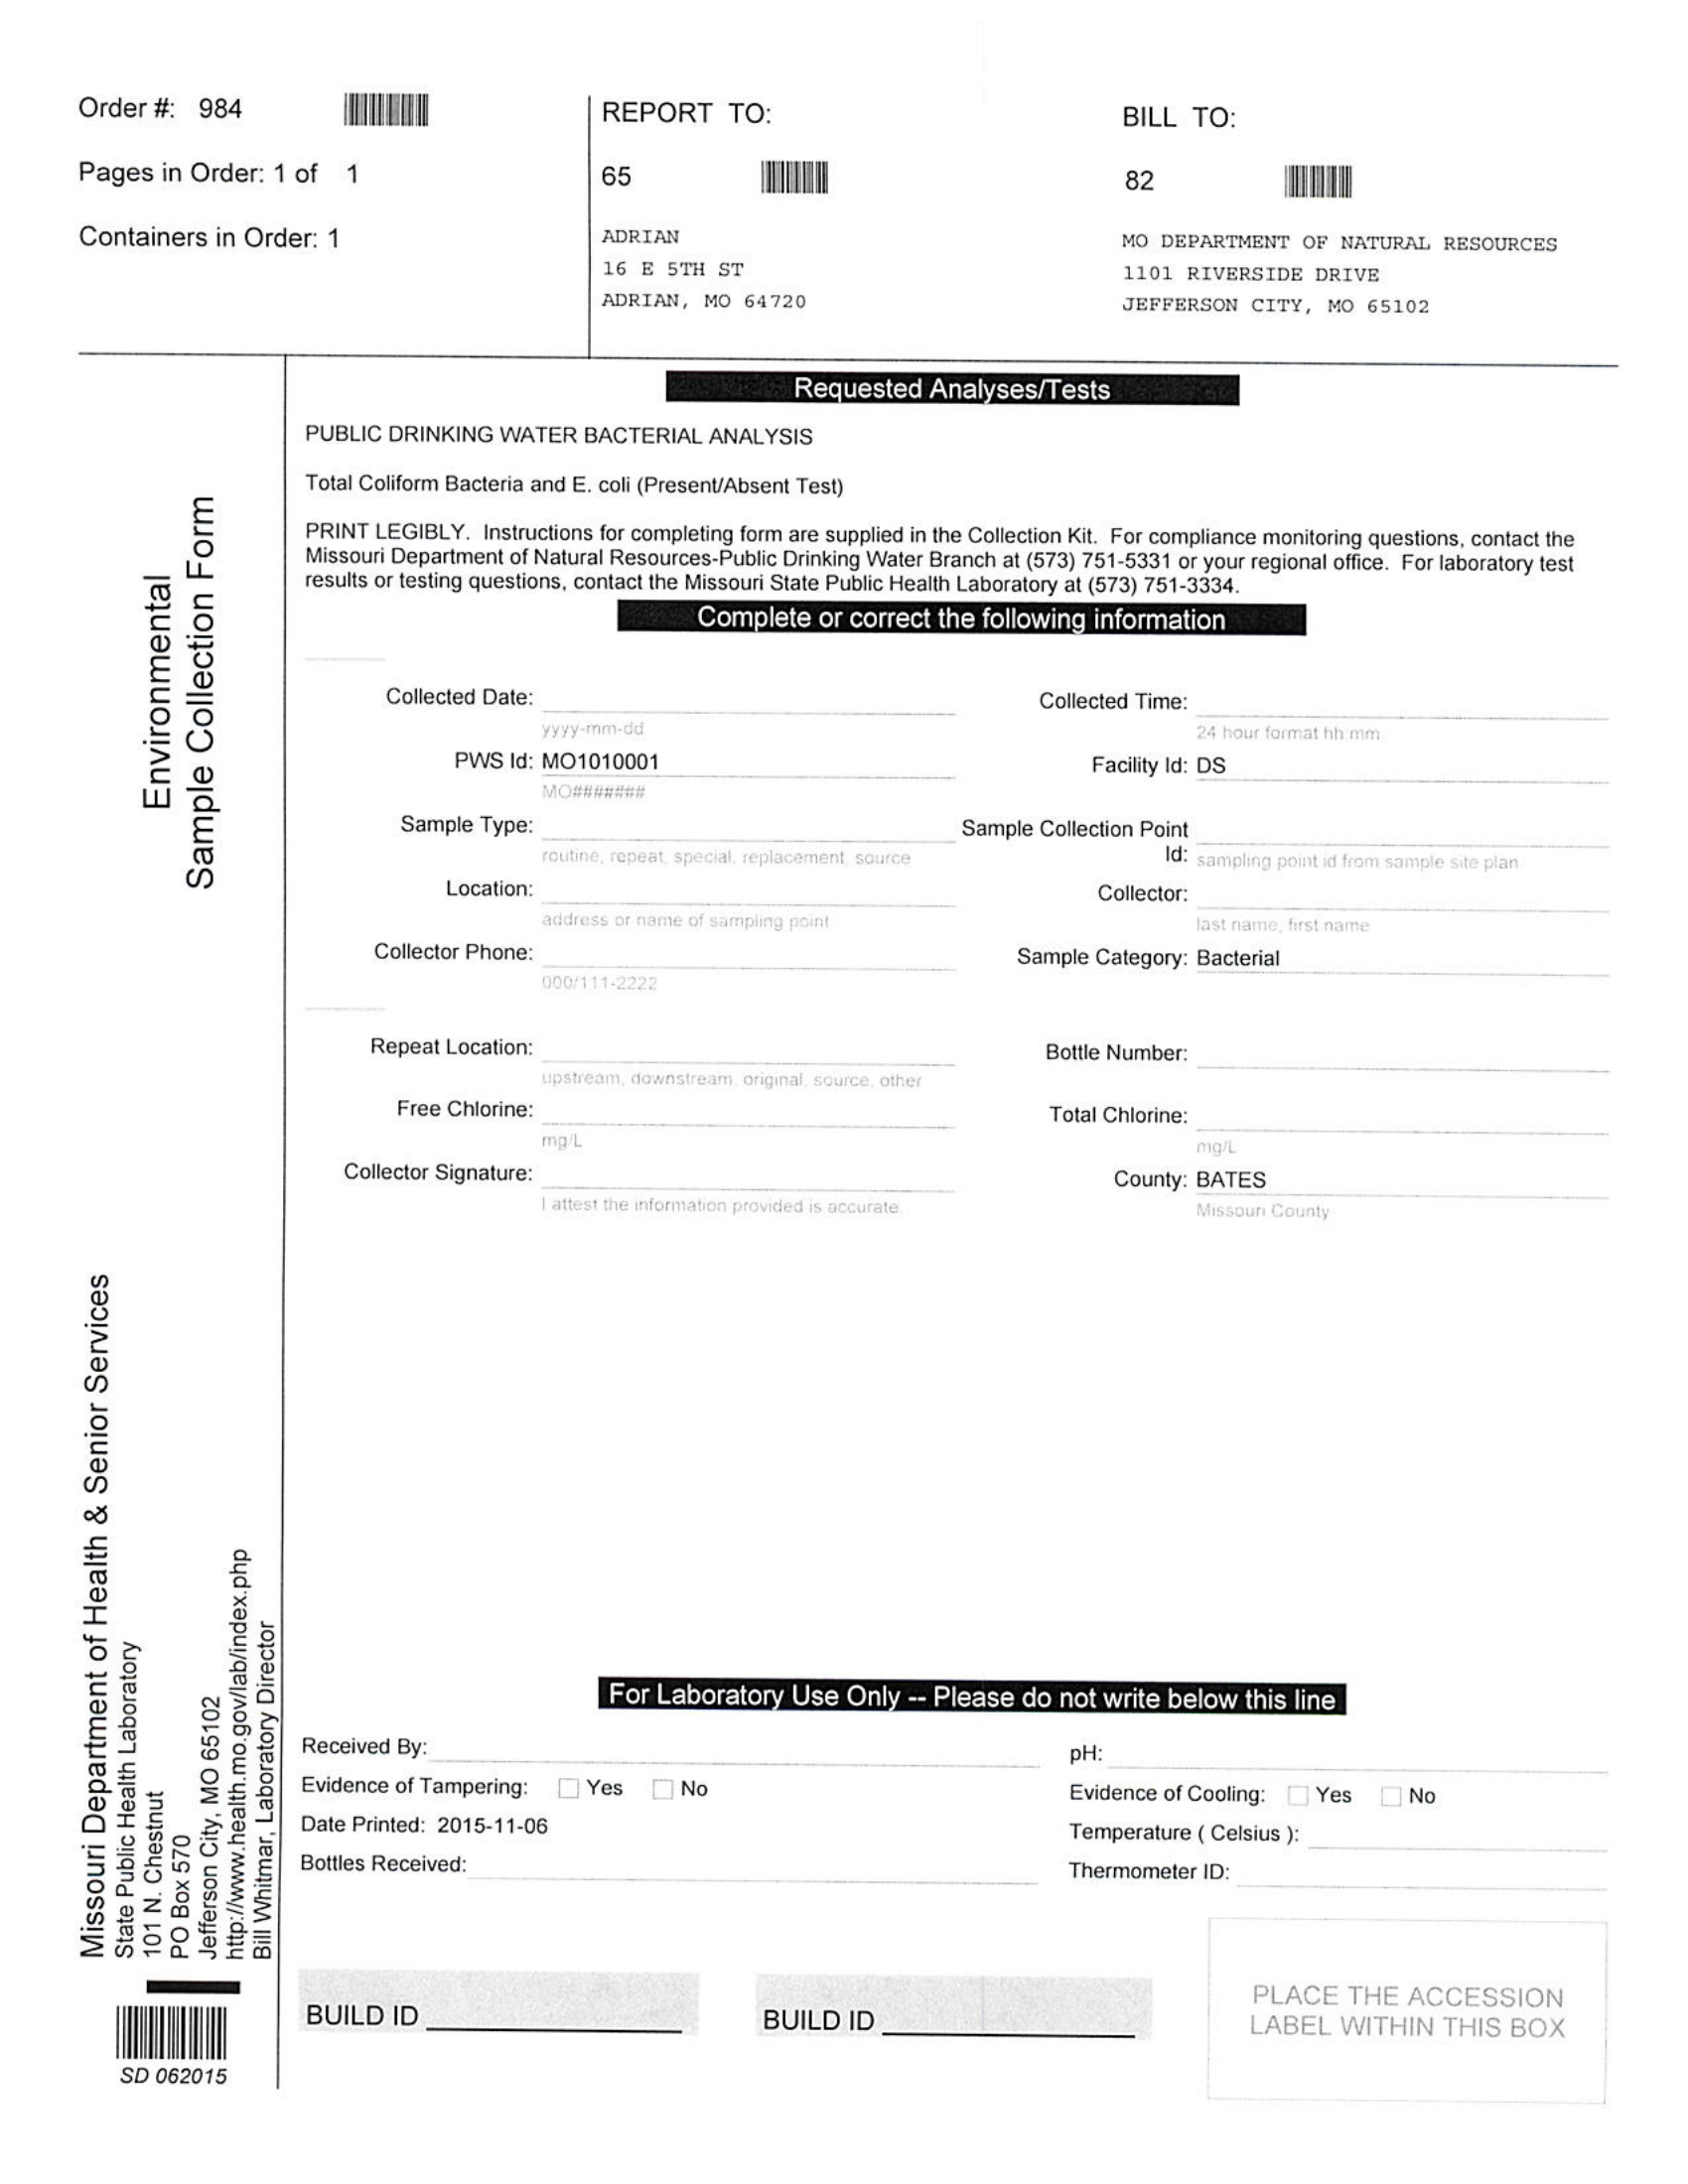 Order #: 984
Pages in Order: 1 of 1
Containers in Order: 1
REPORT TO:
65
ADRIAN
16 E 5TH ST
ADRIAN, MO 64720
BILL TO:
82
MO DEPARTMENT OF NATURAL RESOURCES
1101 RIVERSIDE DRIVE
JEFFERSON CITY, MO 65102
Environmental
Sample Collection Form
Requested Analyses/Tests
PUBLIC DRINKING WATER BACTERIAL ANALYSIS
Total Coliform Bacteria and E. coli (Present/Absent Test)
PRINT LEGIBLY. Instructions for completing form are supplied in the Collection Kit. For compliance monitoring questions, contact the
Missouri Department of Natural Resources-Public Drinking Water Branch at (573) 751-5331 or your regional office. For laboratory test
results or testing questions, contact the Missouri State Public Health Laboratory at (573) 751-3334.
Complete or correct the following information
Collected Date:
yyyy-mm-dd
Collected Time:
24 hour format hh:mm
PWS Id: MO1010001
MO#######
Facility Id: DS
Sample Type:
routine, repeat, special, replacement, source
Sample Collection Point
Id:
sampling point id from sample site plan
Location:
address or name of sampling point
Collector:
last name, first name
Collector Phone:
000/111-2222
Sample Category: Bacterial
Repeat Location:
upstream, downstream, original, source, other
Bottle Number:
Free Chlorine:
mg/L
Total Chlorine:
mg/L
Collector Signature:
I attest the information provided is accurate.
County: BATES
Missouri County
Missouri Department of Health & Senior Services
State Public Health Laboratory
101 N. Chestnut
PO Box 570
Jefferson City, MO 65102
http://www.health.mo.gov/lab/index.php
Bill Whitmar, Laboratory Director
SD 062015
For Laboratory Use Only -- Please do not write below this line
Received By:
pH:
Evidence of Tampering: Yes No
Evidence of Cooling: Yes No
Date Printed: 2015-11-06
Temperature ( Celsius ):
Bottles Received:
Thermometer ID:
BUILD ID
BUILD ID
PLACE THE ACCESSION
LABEL WITHIN THIS BOX